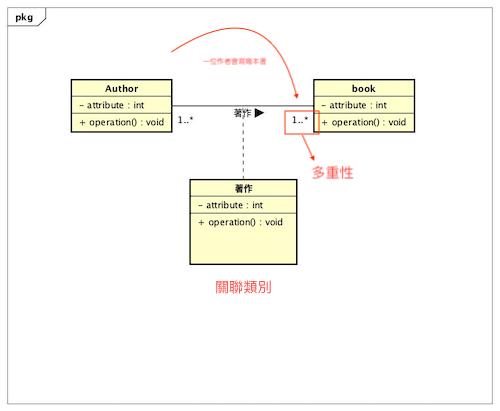 pkg
一位作者會寫幾本書
Author
- attribute : int
+ operation() : void
book
- attribute : int
+ operation() : void
著作 ▶
1..*
1..*
多重性
著作
- attribute : int
+ operation() : void
關聯類別